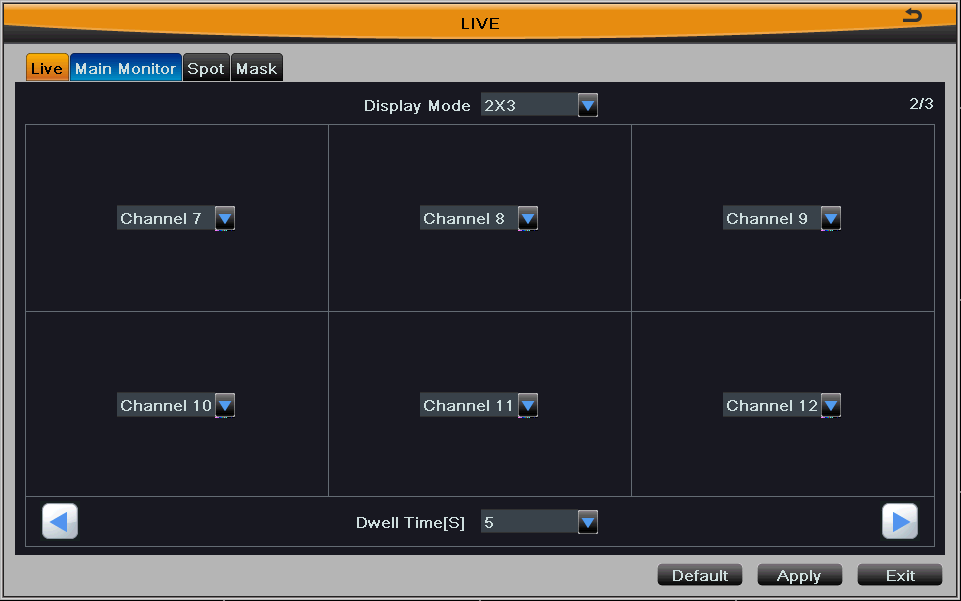 LIVE
Live Main Monitor Spot Mask
Display Mode 2X3 2/3
Channel 7 Channel 8 Channel 9
Channel 10 Channel 11 Channel 12
Dwell Time[S] 5
Default Apply Exit